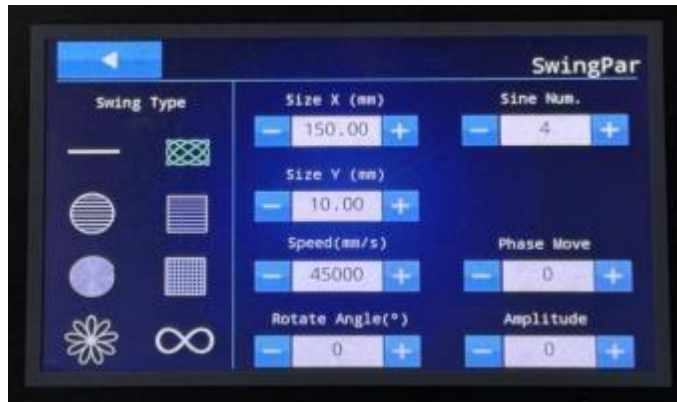 SwingPar
Swing Type
Size X (mm)
150.00
Sine Num.
4
Size Y (mm)
10.00
Speed(mm/s)
45000
Phase Move
0
Rotate Angle(°)
0
Amplitude
0